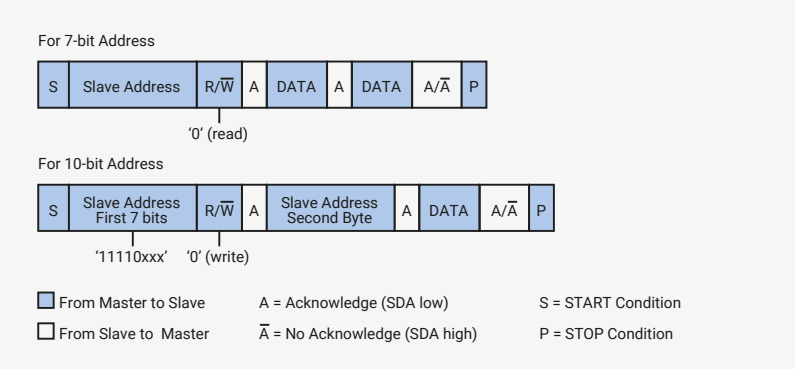 For 7-bit Address
S Slave Address R/W̅ A DATA A DATA A/A̅ P
‘0’ (read)
For 10-bit Address
S Slave Address First 7 bits R/W̅ A Slave Address Second Byte A DATA A/A̅ P
‘11110xxx’ ‘0’ (write)
From Master to Slave A = Acknowledge (SDA low) S = START Condition
From Slave to Master A̅ = No Acknowledge (SDA high) P = STOP Condition